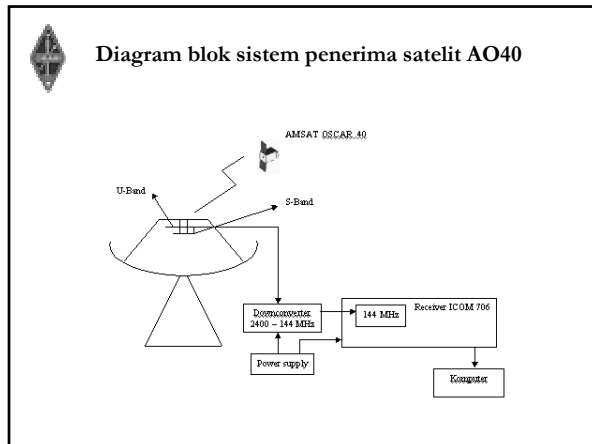 Diagram blok sistem penerima satelit AO40
AMSAT OSCAR 40
U-Band
S-Band
Downconverter
2400 – 144 MHz
144 MHz
Receiver ICOM 706
Power supply
Komputer